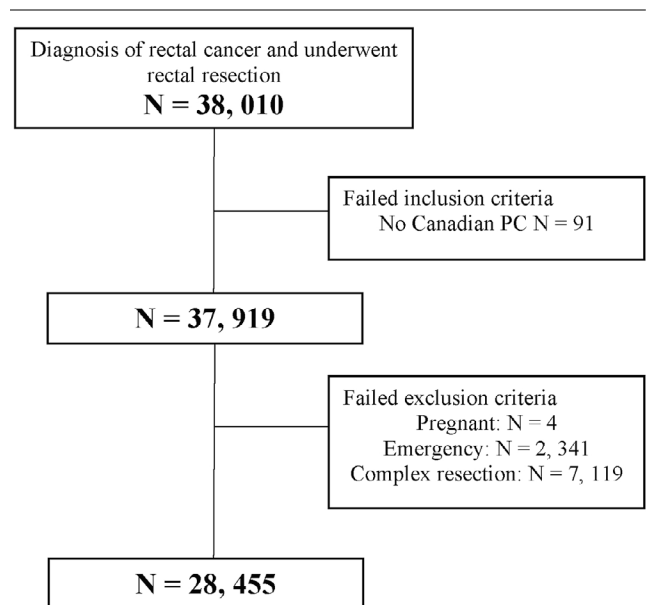 Diagnosis of rectal cancer and underwent
rectal resection
N = 38, 010
Failed inclusion criteria
No Canadian PC N = 91
N = 37, 919
Failed exclusion criteria
Pregnant: N = 4
Emergency: N = 2, 341
Complex resection: N = 7, 119
N = 28, 455